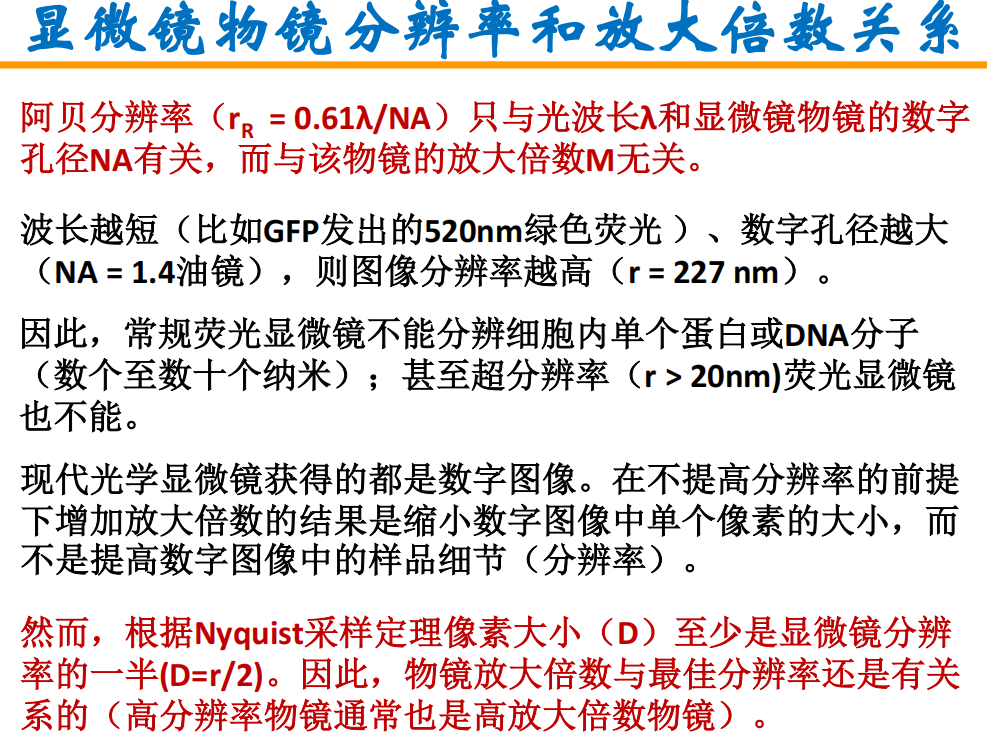 显微镜物镜分辨率和放大倍数关系
阿贝分辨率（rR = 0.61λ/NA）只与光波长λ和显微镜物镜的数字
孔径NA有关，而与该物镜的放大倍数M无关。
波长越短（比如GFP发出的520nm绿色荧光 ）、数字孔径越大
（NA = 1.4油镜），则图像分辨率越高（r = 227 nm）。
因此，常规荧光显微镜不能分辨细胞内单个蛋白或DNA分子
（数个至数十个纳米）；甚至超分辨率（r > 20nm)荧光显微镜
也不能。
现代光学显微镜获得的都是数字图像。在不提高分辨率的前提
下增加放大倍数的结果是缩小数字图像中单个像素的大小，而
不是提高数字图像中的样品细节（分辨率）。
然而，根据Nyquist采样定理像素大小（D）至少是显微镜分辨
率的一半(D=r/2)。因此，物镜放大倍数与最佳分辨率还是有关
系的（高分辨率物镜通常也是高放大倍数物镜）。